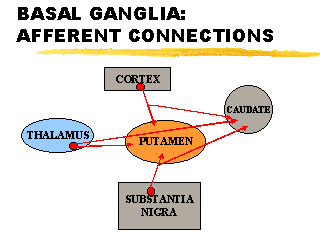 BASAL GANGLIA:
AFFERENT CONNECTIONS
CORTEX
CAUDATE
THALAMUS
PUTAMEN
SUBSTANTIA
NIGRA